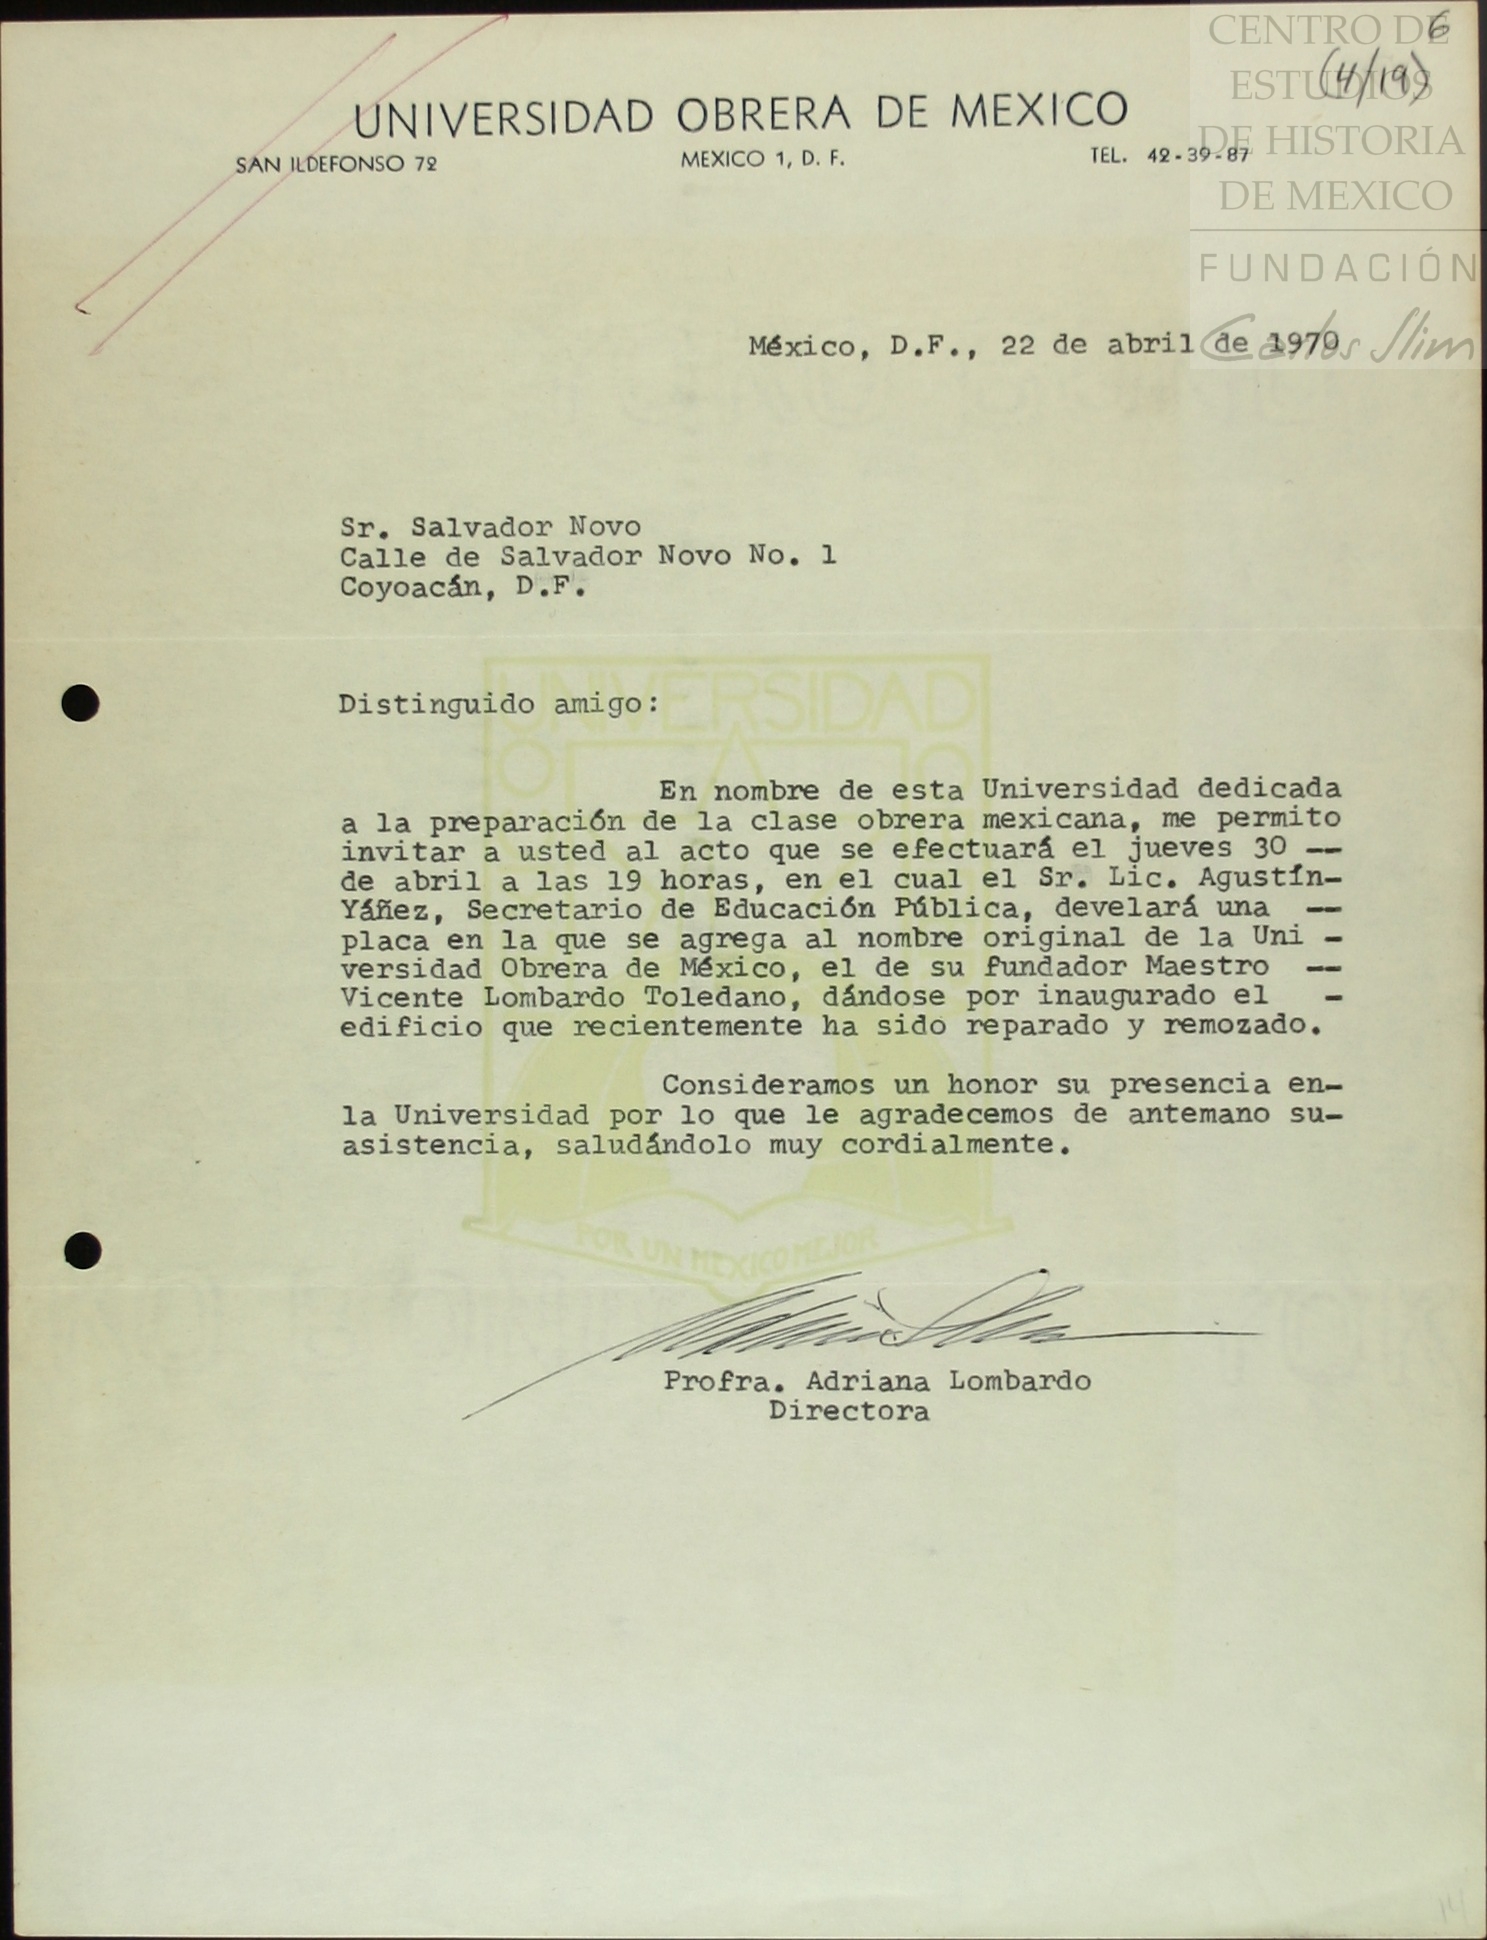 CENTRO DE
ESTUDIOS
DE HISTORIA
DE MEXICO
FUNDACIÓN
Carlos Slim
6
(4/19)
UNIVERSIDAD OBRERA DE MEXICO
SAN ILDEFONSO 72 MEXICO 1, D. F. TEL. 42-39-87
México, D.F., 22 de abril de 1970
Sr. Salvador Novo
Calle de Salvador Novo No. 1
Coyoacán, D.F.
Distinguido amigo:
En nombre de esta Universidad dedicada
a la preparación de la clase obrera mexicana, me permito
invitar a usted al acto que se efectuará el jueves 30 --
de abril a las 19 horas, en el cual el Sr. Lic. Agustín-
Yáñez, Secretario de Educación Pública, develará una --
placa en la que se agrega al nombre original de la Uni -
versidad Obrera de México, el de su fundador Maestro --
Vicente Lombardo Toledano, dándose por inaugurado el -
edificio que recientemente ha sido reparado y remozado.
Consideramos un honor su presencia en-
la Universidad por lo que le agradecemos de antemano su-
asistencia, saludándolo muy cordialmente.
UNIVERSIDAD
POR UN MEXICO MEJOR
Profra. Adriana Lombardo
Directora
14